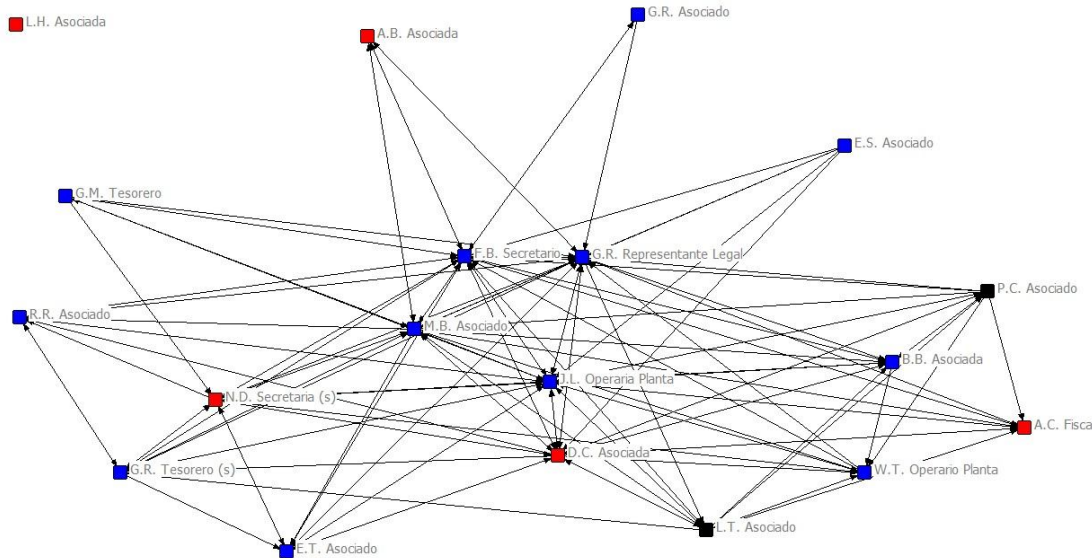 L.H. Asociada
A.B. Asociada
G.R. Asociado
E.S. Asociado
G.M. Tesorero
F.B. Secretario
G.R. Representante Legal
P.C. Asociado
R.R. Asociado
M.B. Asociado
B.B. Asociada
J.L. Operaria Planta
N.D. Secretaria (s)
A.C. Fisca
D.C. Asociada
G.R. Tesorero (s)
W.T. Operario Planta
L.T. Asociado
E.T. Asociado